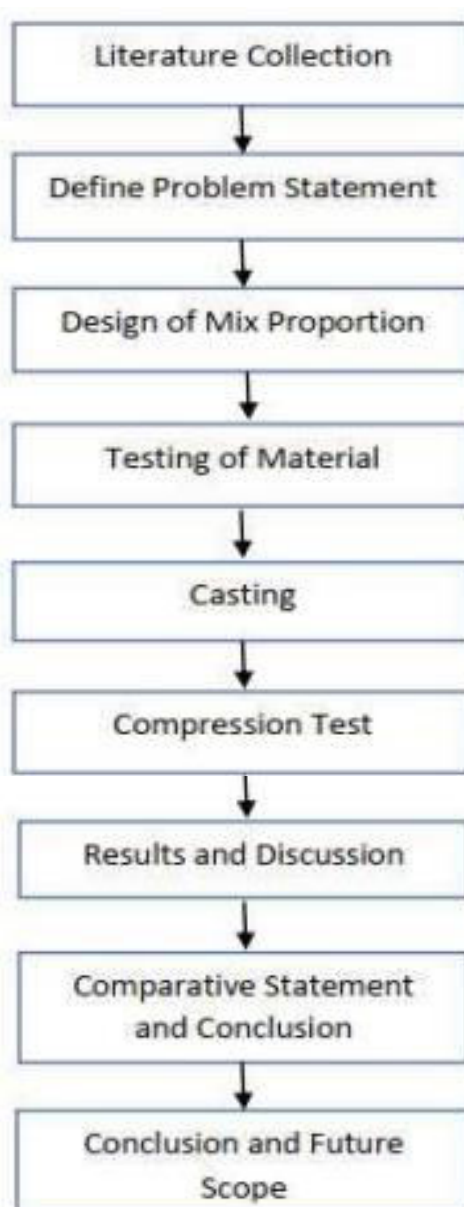 Literature Collection
Define Problem Statement
Design of Mix Proportion
Testing of Material
Casting
Compression Test
Results and Discussion
Comparative Statement
and Conclusion
Conclusion and Future
Scope